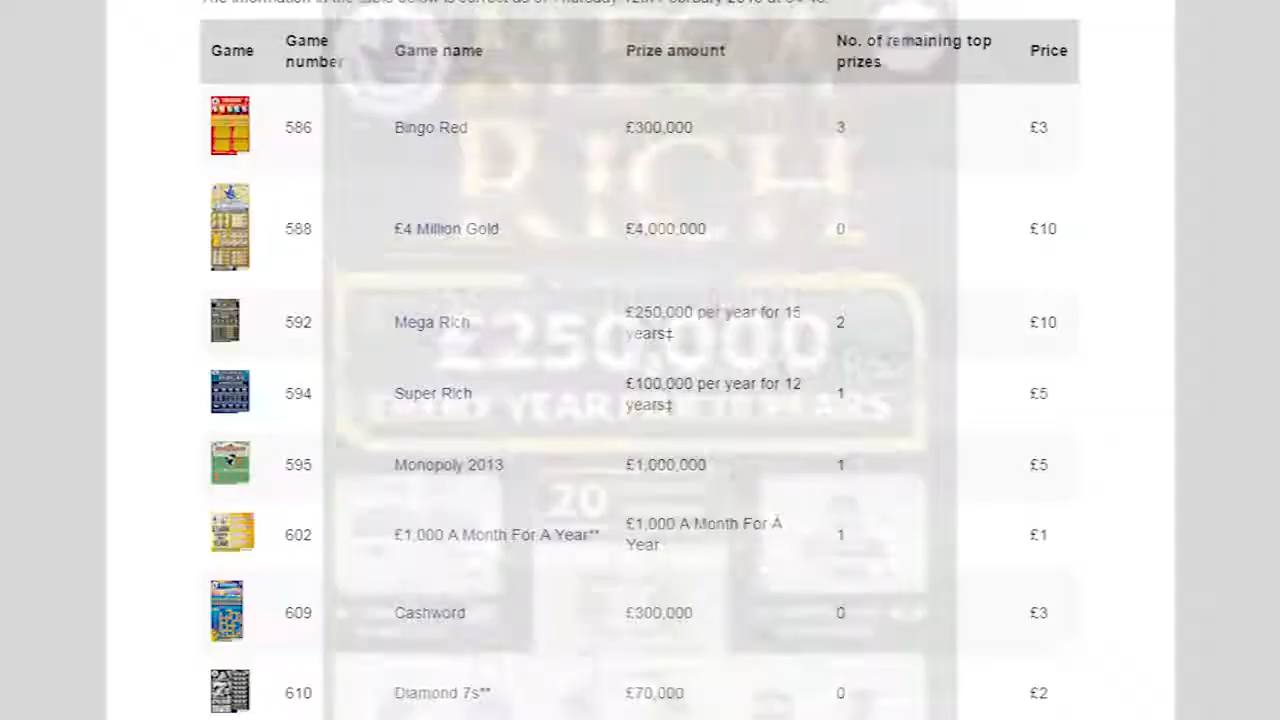 Game Game number Game name Prize amount No. of remaining top prizes Price
586 Bingo Red £300,000 3 £3
588 £4 Million Gold £4,000,000 0 £10
592 Mega Rich £250,000 per year for 15 years‡ 2 £10
594 Super Rich £100,000 per year for 12 years‡ 1 £5
595 Monopoly 2013 £1,000,000 1 £5
602 £1,000 A Month For A Year** £1,000 A Month For A Year 1 £1
609 Cashword £300,000 0 £3
610 Diamond 7s** £70,000 0 £2
RICH
£250,000
20